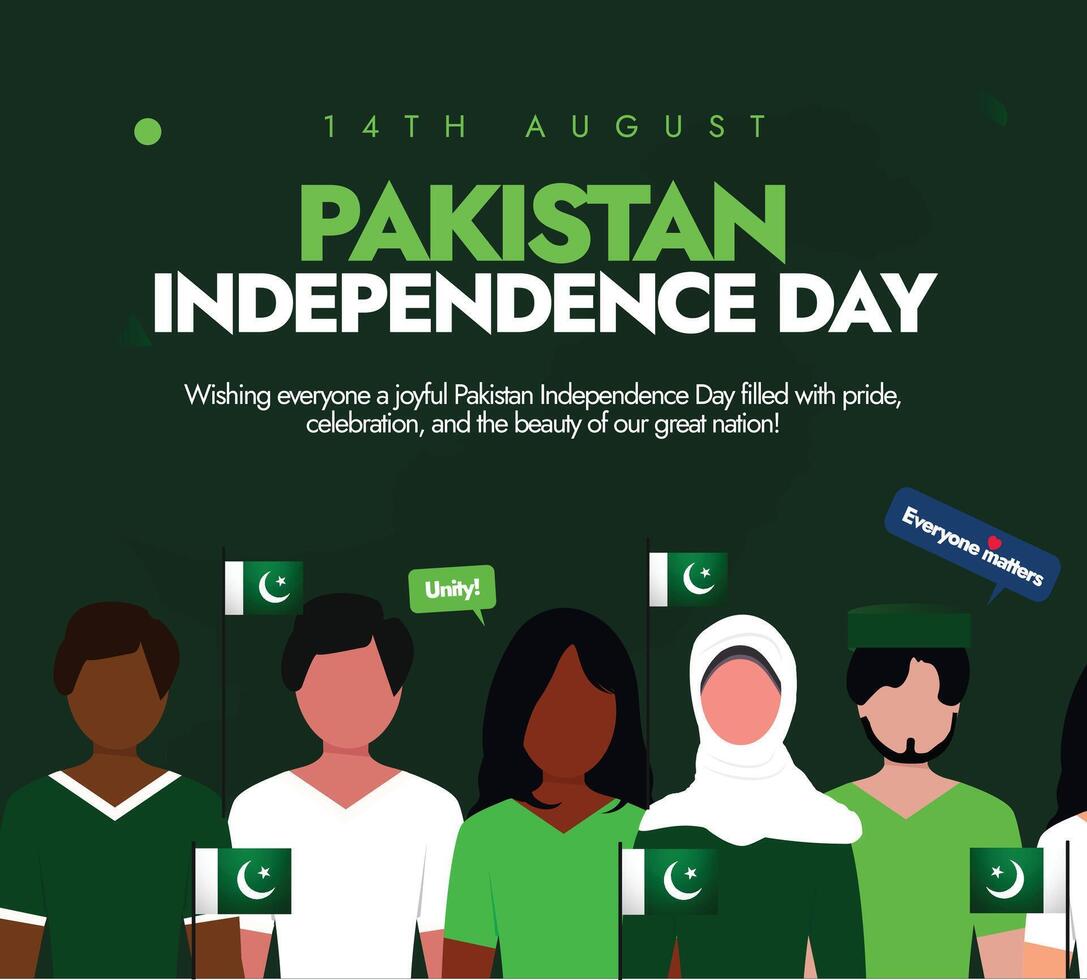 14TH AUGUST
PAKISTAN
INDEPENDENCE DAY
Wishing everyone a joyful Pakistan Independence Day filled with pride,
celebration, and the beauty of our great nation!
Everyone matters
Unity!